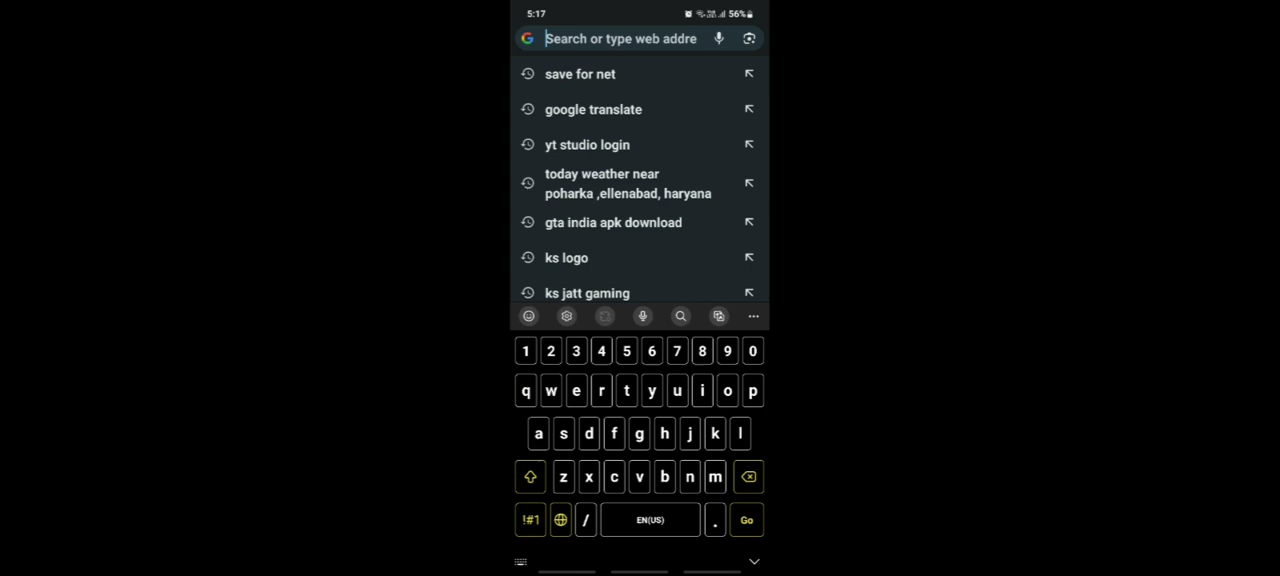 5:17
56%
Search or type web addre
save for net
google translate
yt studio login
today weather near
poharka ,ellenabad, haryana
gta india apk download
ks logo
ks jatt gaming
1 2 3 4 5 6 7 8 9 0
q w e r t y u i o p
a s d f g h j k l
z x c v b n m
!#1 / EN(US) . Go